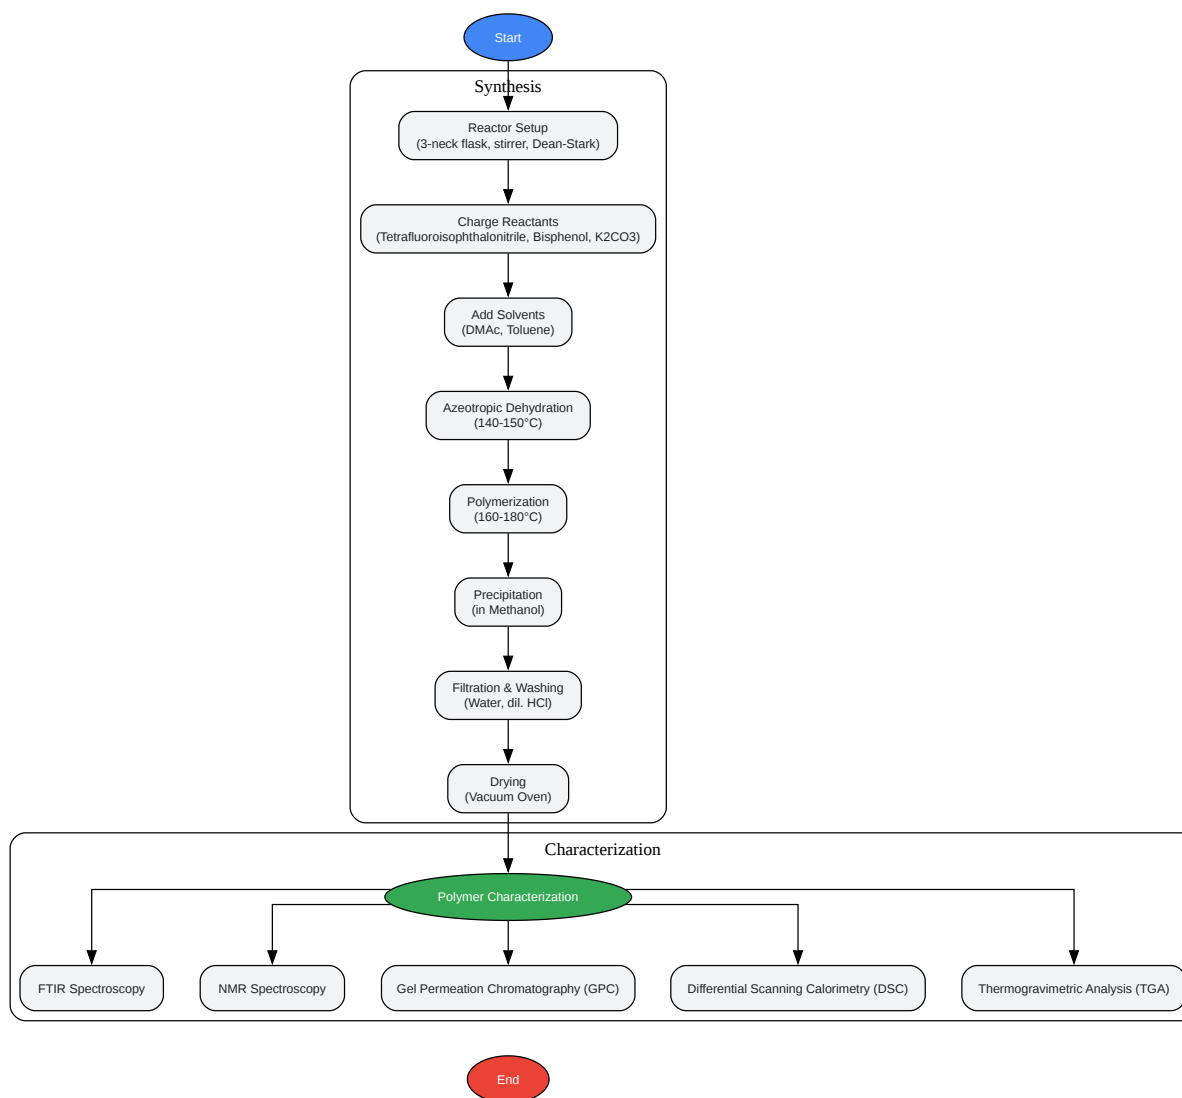 Start
Synthesis
Reactor Setup
(3-neck flask, stirrer, Dean-Stark)
Charge Reactants
(Tetrafluoroisophthalonitrile, Bisphenol, K2CO3)
Add Solvents
(DMAc, Toluene)
Azeotropic Dehydration
(140-150°C)
Polymerization
(160-180°C)
Precipitation
(in Methanol)
Filtration & Washing
(Water, dil. HCl)
Drying
(Vacuum Oven)
Characterization
Polymer Characterization
FTIR Spectroscopy
NMR Spectroscopy
Gel Permeation Chromatography (GPC)
Differential Scanning Calorimetry (DSC)
Thermogravimetric Analysis (TGA)
End